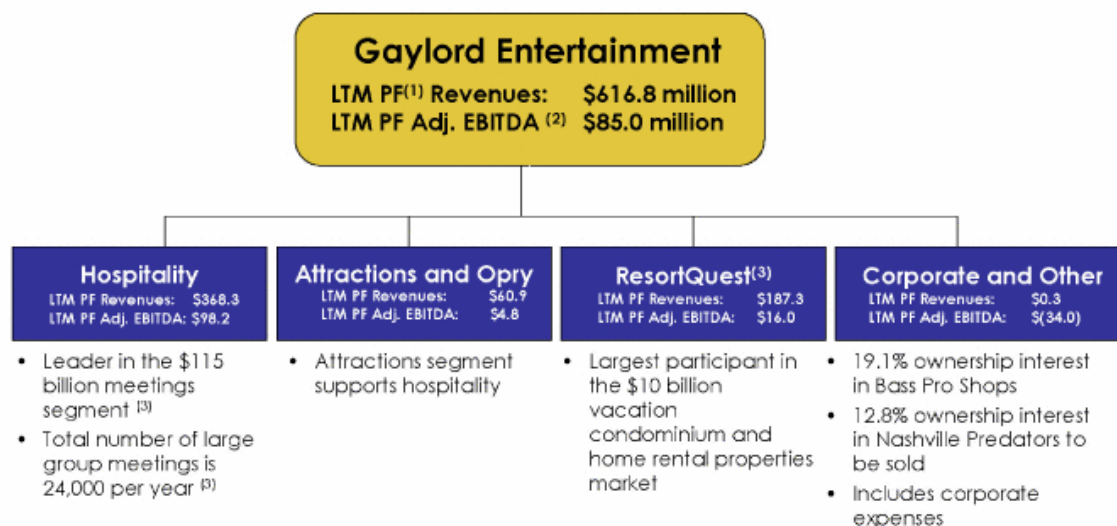 Gaylord Entertainment
LTM PF(1) Revenues: $616.8 million
LTM PF Adj. EBITDA (2) $85.0 million
Hospitality
LTM PF Revenues: $368.3
LTM PF Adj. EBITDA: $98.2
• Leader in the $115
billion meetings
segment (3)
• Total number of large
group meetings is
24,000 per year (3)
Attractions and Opry
LTM PF Revenues: $60.9
LTM PF Adj. EBITDA: $4.8
• Attractions segment
supports hospitality
ResortQuest(3)
LTM PF Revenues: $187.3
LTM PF Adj. EBITDA: $16.0
• Largest participant in
the $10 billion
vacation
condominium and
home rental properties
market
Corporate and Other
LTM PF Revenues: $0.3
LTM PF Adj. EBITDA: $(34.0)
• 19.1% ownership interest
in Bass Pro Shops
• 12.8% ownership interest
in Nashville Predators to
be sold
• Includes corporate
expenses